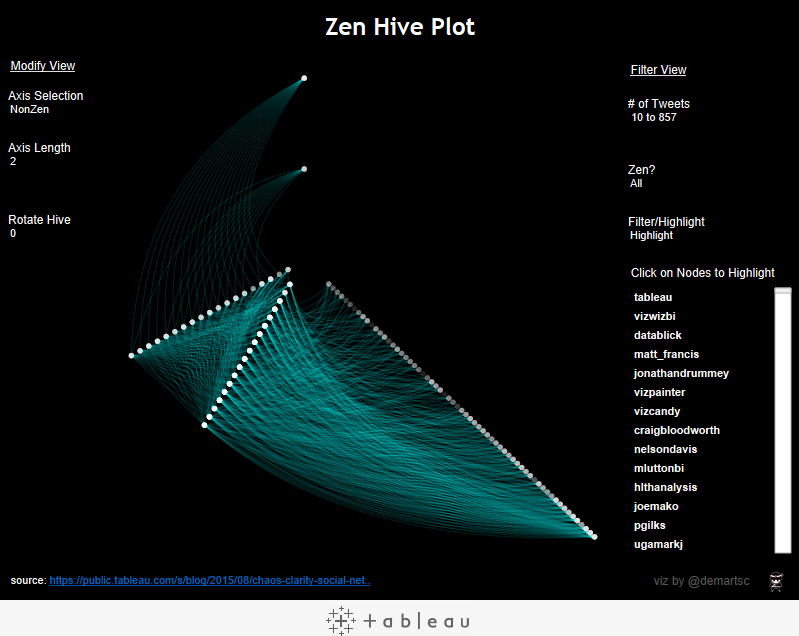 Zen Hive Plot
Modify View
Axis Selection
NonZen
Axis Length
2
Rotate Hive
0
Filter View
# of Tweets
10 to 857
Zen?
All
Filter/Highlight
Highlight
Click on Nodes to Highlight
tableau
vizwizbi
datablick
matt_francis
jonathandrummey
vizpainter
vizcandy
craigbloodworth
nelsondavis
mluttonbi
hlthanalysis
joemako
pgilks
ugamarkj
source: https://public.tableau.com/s/blog/2015/08/chaos-clarity-social-net..
viz by @demartsc
tableau